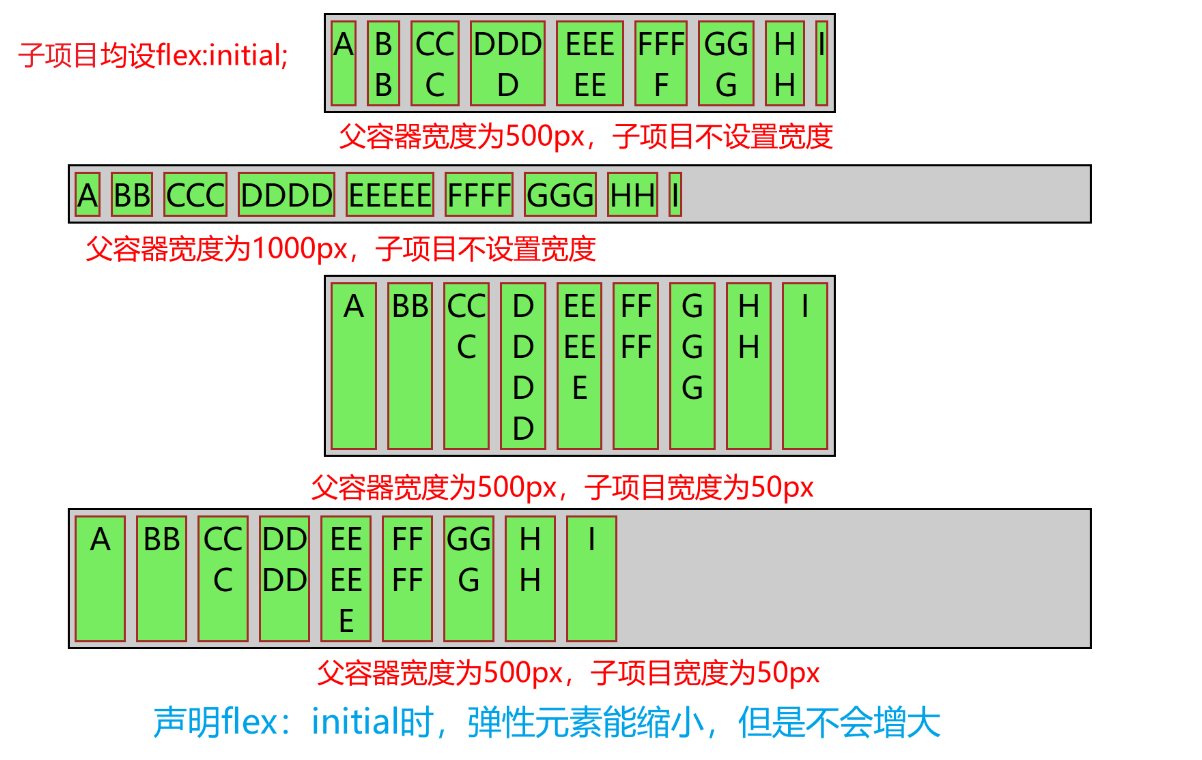 子项目均设flex:initial;
A B CC DDD EEE FFF GG H I
B C D EE F G H
父容器宽度为500px，子项目不设置宽度
A BB CCC DDDD EEEEE FFFF GGG HH I
父容器宽度为1000px，子项目不设置宽度
A BB CC D EE FF G H I
C D EE FF G H
D E G
D
父容器宽度为500px，子项目宽度为50px
A BB CC DD EE FF GG H I
C DD EE FF G H
E
父容器宽度为500px，子项目宽度为50px
声明flex：initial时，弹性元素能缩小，但是不会增大